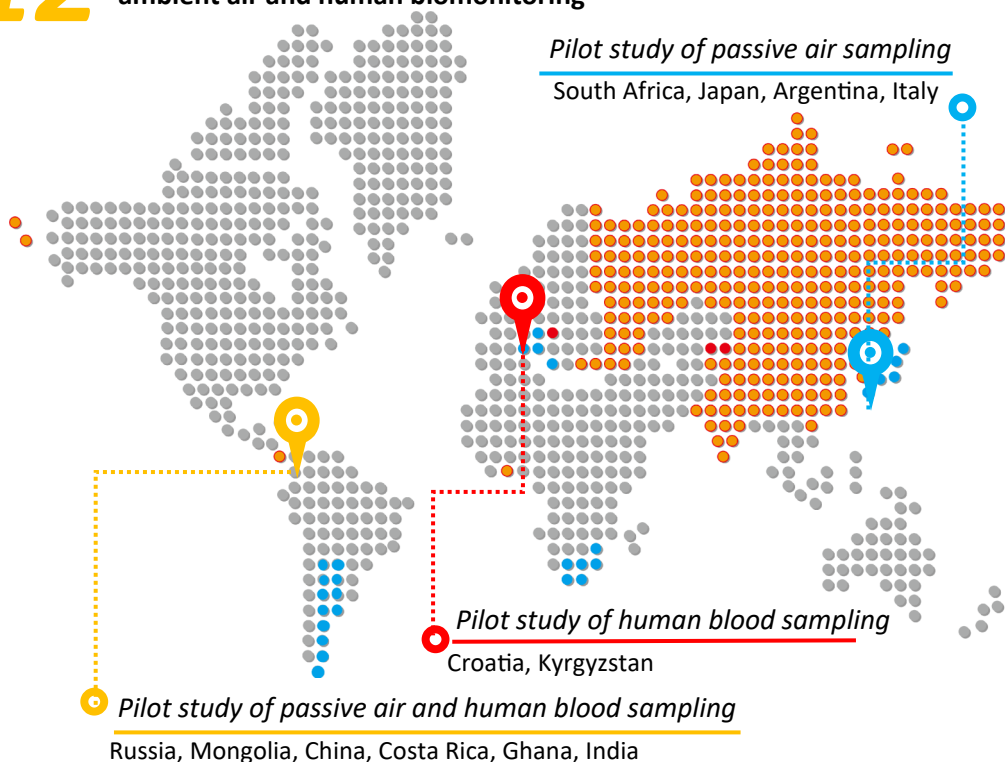 12
ambient air and human biomonitoring
Pilot study of passive air sampling
South Africa, Japan, Argentina, Italy
Pilot study of human blood sampling
Croatia, Kyrgyzstan
Pilot study of passive air and human blood sampling
Russia, Mongolia, China, Costa Rica, Ghana, India